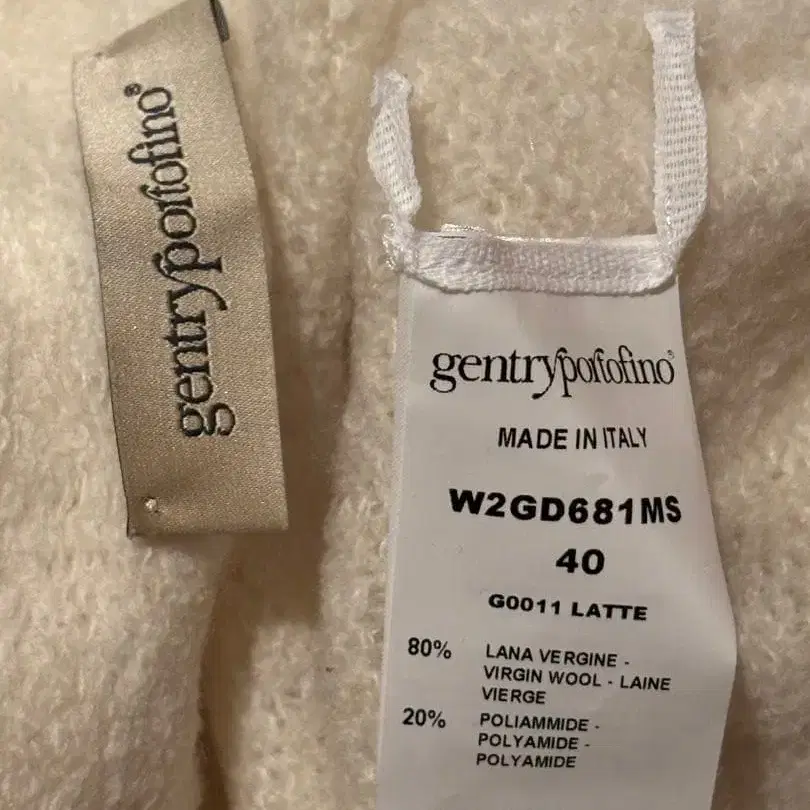 gentryportofino®
gentryportofino®
MADE IN ITALY
W2GD681MS
40
G0011 LATTE
80% LANA VERGINE -
VIRGIN WOOL - LAINE
VIERGE
20% POLIAMMIDE -
POLYAMIDE -
POLYAMIDE